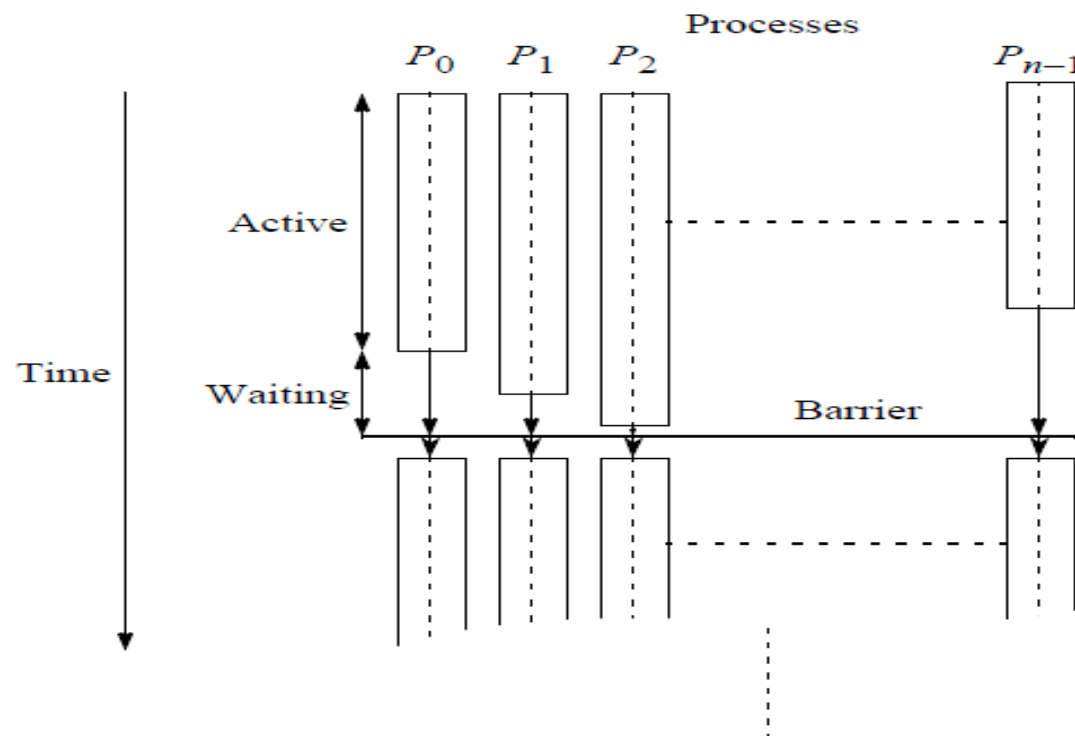 Processes
P0 P1 P2 Pn–1
Active
Time
Waiting
Barrier